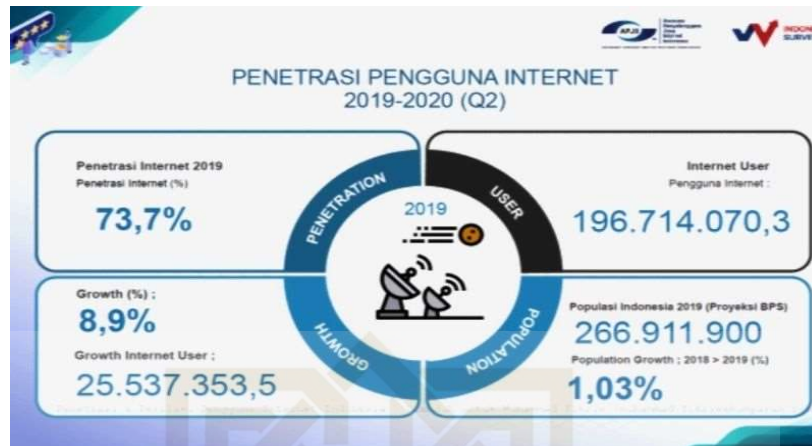 APJII
PENETRASI PENGGUNA INTERNET
2019-2020 (Q2)
Penetrasi Internet 2019
Penetrasi Internet (%)
73,7%
PENETRATION
USER
Internet User
Pengguna Internet :
196.714.070,3
2019
Growth (%) :
8,9%
Growth Internet User :
25.537.353,5
GROWTH
POPULATION
Populasi Indonesia 2019 (Proyeksi BPS)
266.911.900
Population Growth : 2018 > 2019 (%)
1,03%